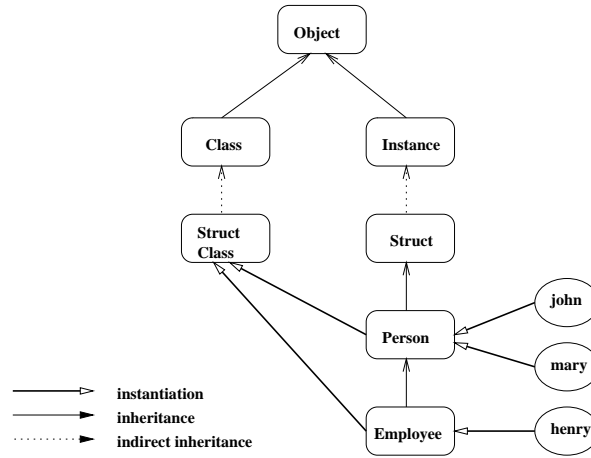 Object
Class
Instance
Struct
Class
Struct
john
Person
mary
instantiation
inheritance
Employee
henry
indirect inheritance